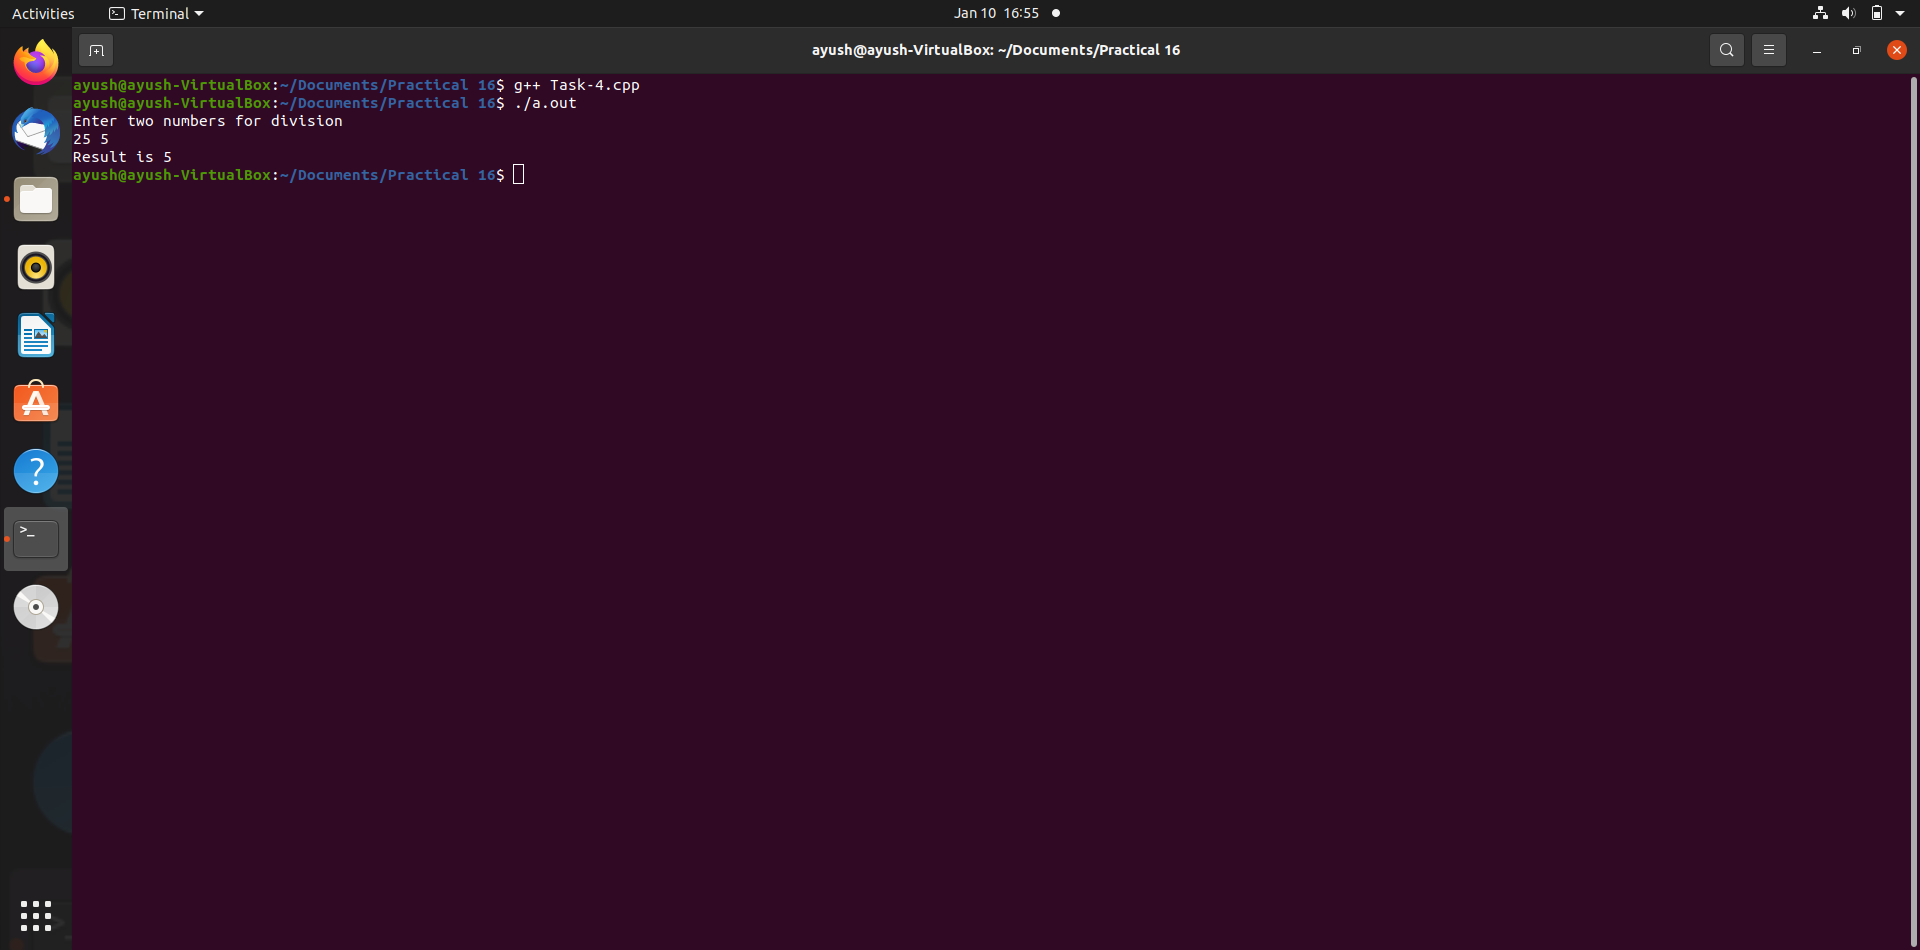 Activities
Terminal
Jan 10 16:55
ayush@ayush-VirtualBox: ~/Documents/Practical 16
ayush@ayush-VirtualBox:~/Documents/Practical 16$ g++ Task-4.cpp
ayush@ayush-VirtualBox:~/Documents/Practical 16$ ./a.out
Enter two numbers for division
25 5
Result is 5
ayush@ayush-VirtualBox:~/Documents/Practical 16$